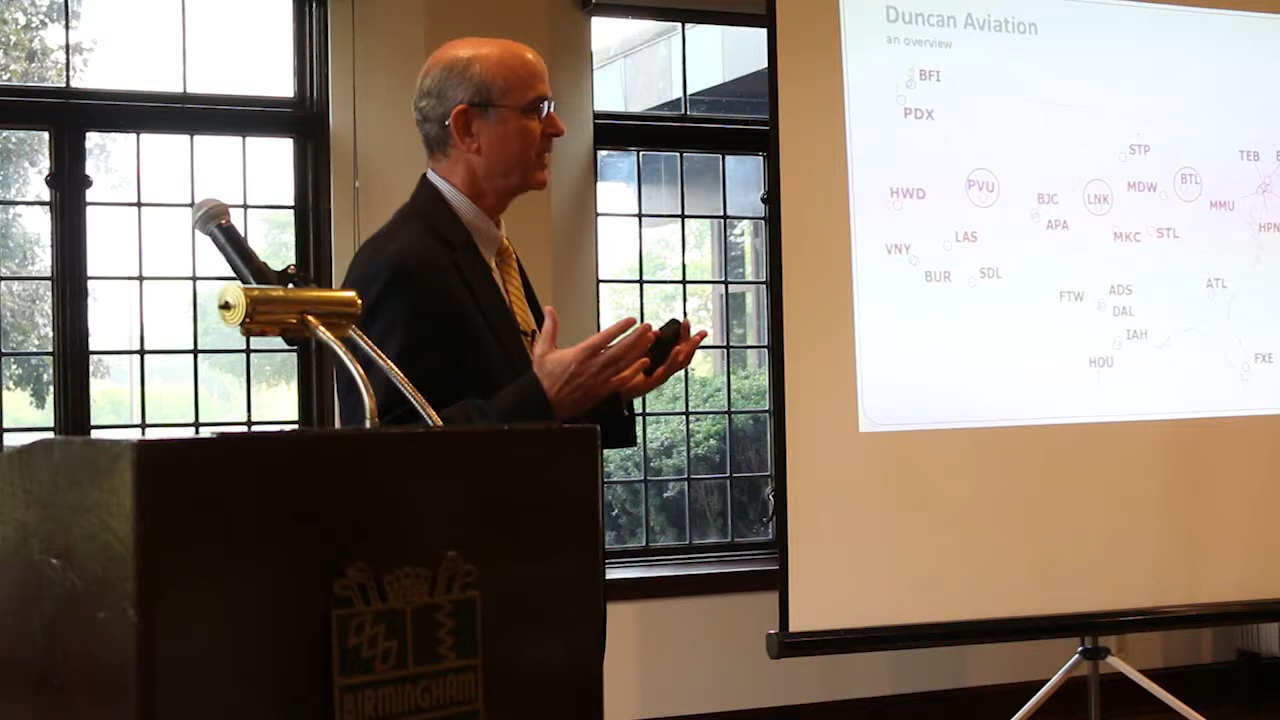 Duncan Aviation
an overview
BFI
PDX
STP
TEB
HWD
PVU
BJC
LNK
MDW
BTL
MMU
APA
LAS
MKC
STL
HPN
VNY
BUR
SDL
FTW
ADS
DAL
ATL
IAH
HOU
FXE
BIRMINGHAM